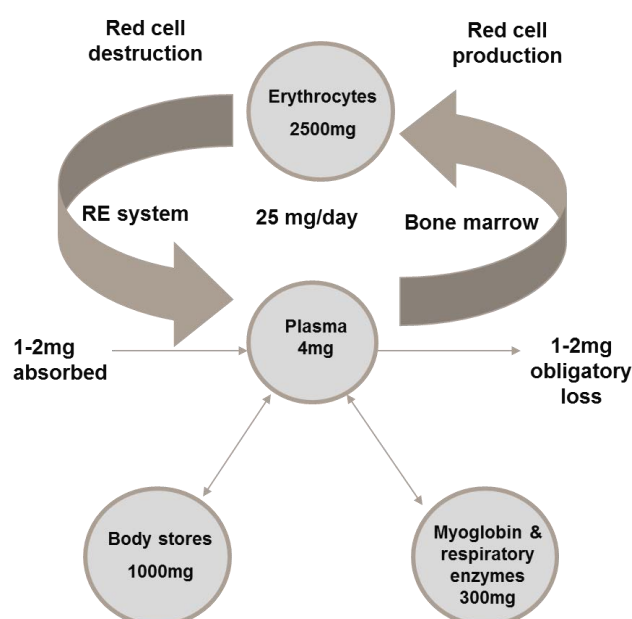 Red cell
destruction
Red cell
production
Erythrocytes
2500mg
RE system
25 mg/day
Bone marrow
Plasma
4mg
1-2mg
absorbed
1-2mg
obligatory
loss
Body stores
1000mg
Myoglobin &
respiratory
enzymes
300mg